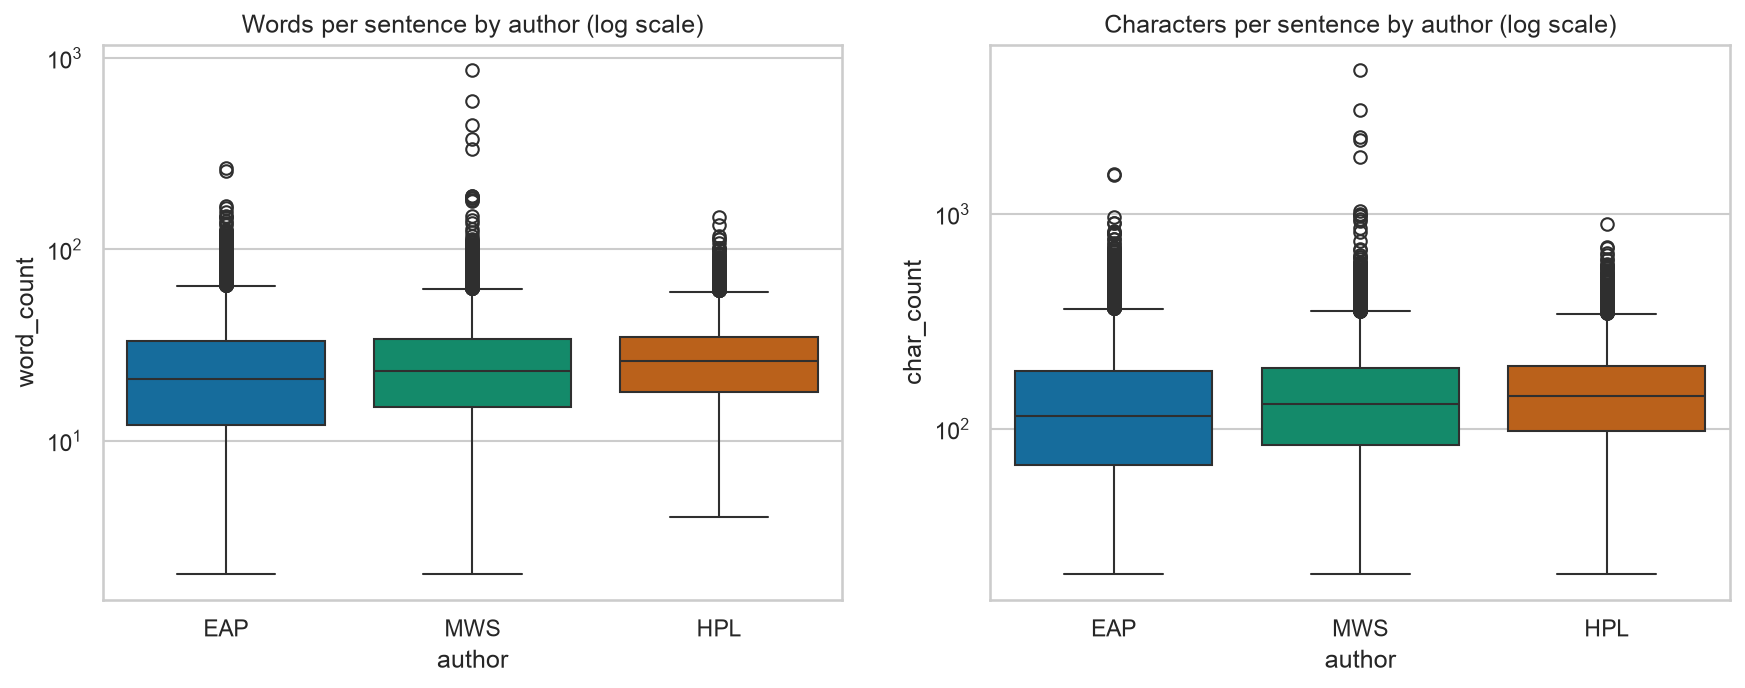 Words per sentence by author (log scale)
10³
10²
10¹
word_count
EAP
MWS
HPL
author
Characters per sentence by author (log scale)
10³
10²
char_count
EAP
MWS
HPL
author